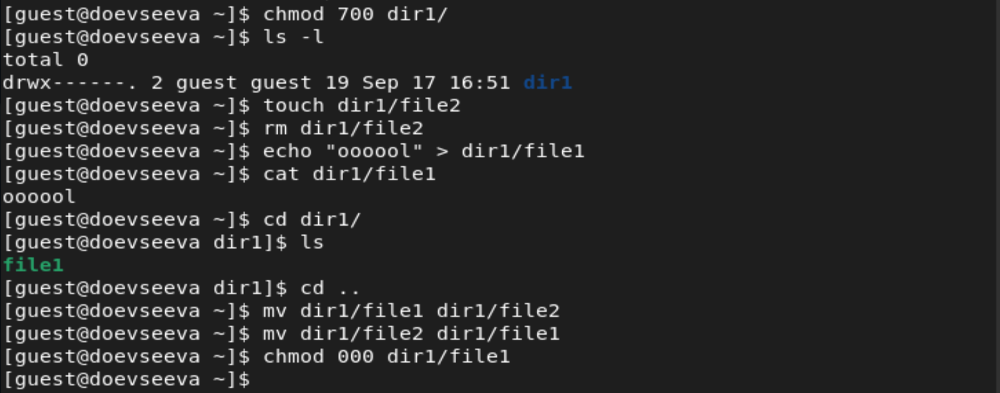 [guest@doevseeva ~]$ chmod 700 dir1/
[guest@doevseeva ~]$ ls -l
total 0
drwx------. 2 guest guest 19 Sep 17 16:51 dir1
[guest@doevseeva ~]$ touch dir1/file2
[guest@doevseeva ~]$ rm dir1/file2
[guest@doevseeva ~]$ echo "oooool" > dir1/file1
[guest@doevseeva ~]$ cat dir1/file1
oooool
[guest@doevseeva ~]$ cd dir1/
[guest@doevseeva dir1]$ ls
file1
[guest@doevseeva dir1]$ cd ..
[guest@doevseeva ~]$ mv dir1/file1 dir1/file2
[guest@doevseeva ~]$ mv dir1/file2 dir1/file1
[guest@doevseeva ~]$ chmod 000 dir1/file1
[guest@doevseeva ~]$